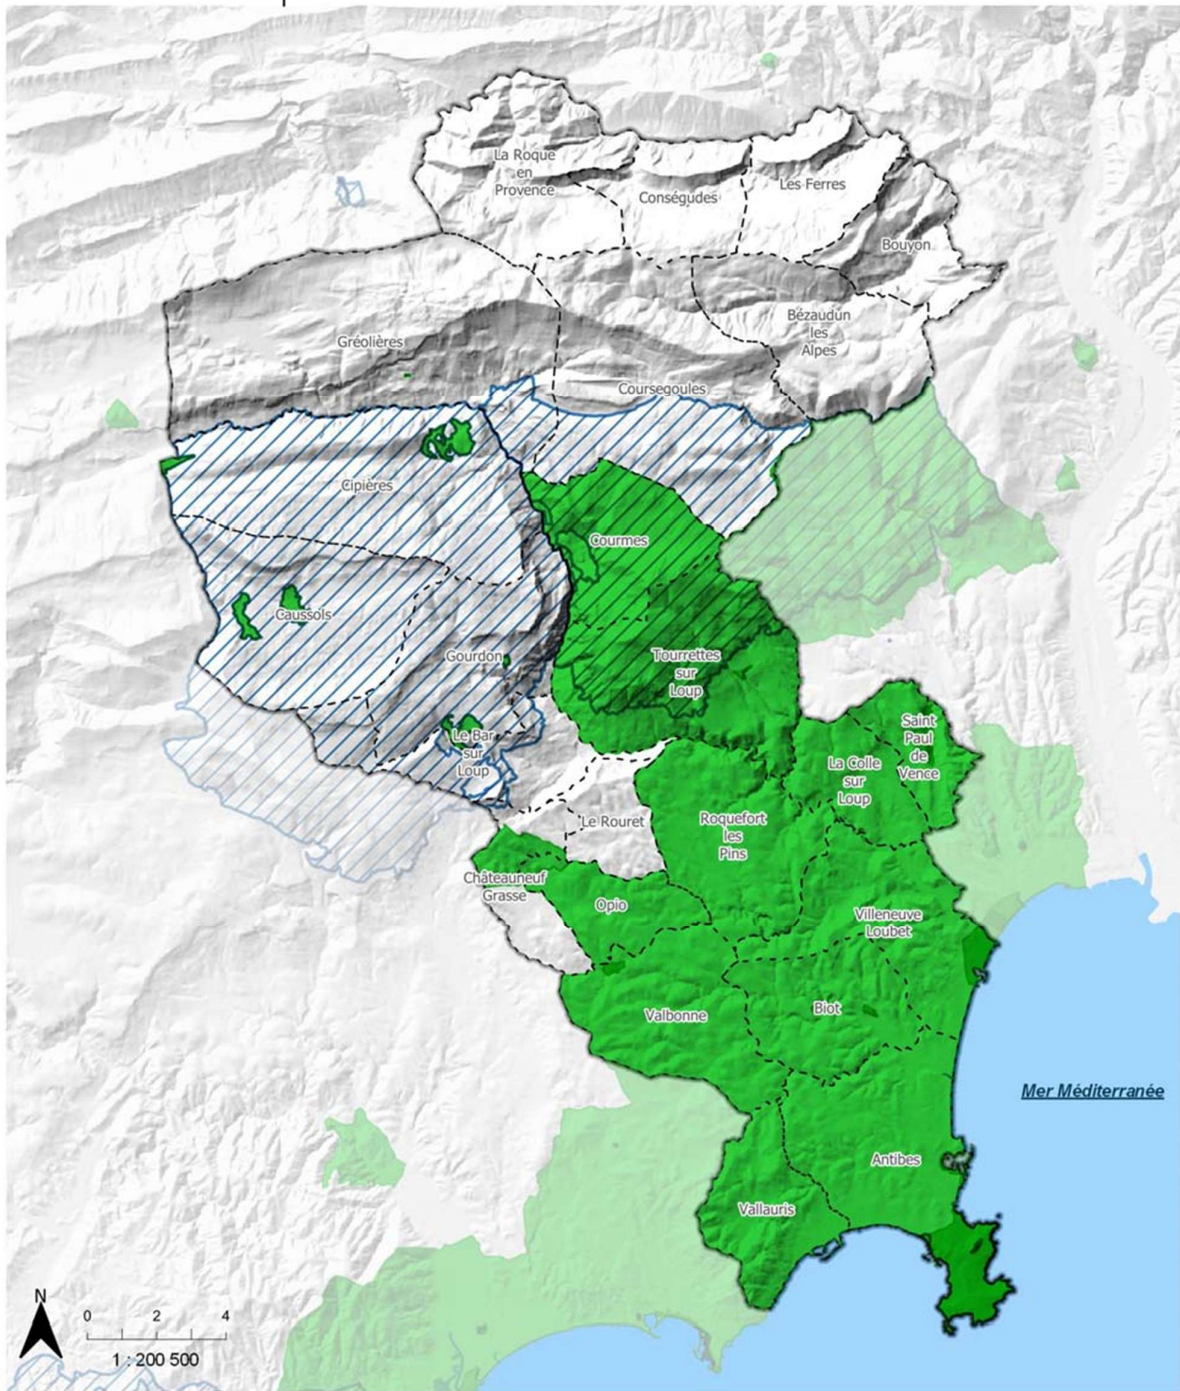 La Roque
en
Provence
Conségudes
Les Ferres
Bouyon
Bézaudun
les
Alpes
Gréolières
Coursegoules
Cipières
Courmes
Caussols
Gourdon
Tourrettes
sur
Loup
Saint
Paul
de
Vence
Le Bar
sur
Loup
La Colle
sur
Loup
Le Rouret
Roquefort
les
Pins
Châteauneuf
Grasse
Opio
Villeneuve
Loubet
Valbonne
Biot
Mer Méditerranée
Antibes
Vallauris
N
0 2 4
1 : 200 500